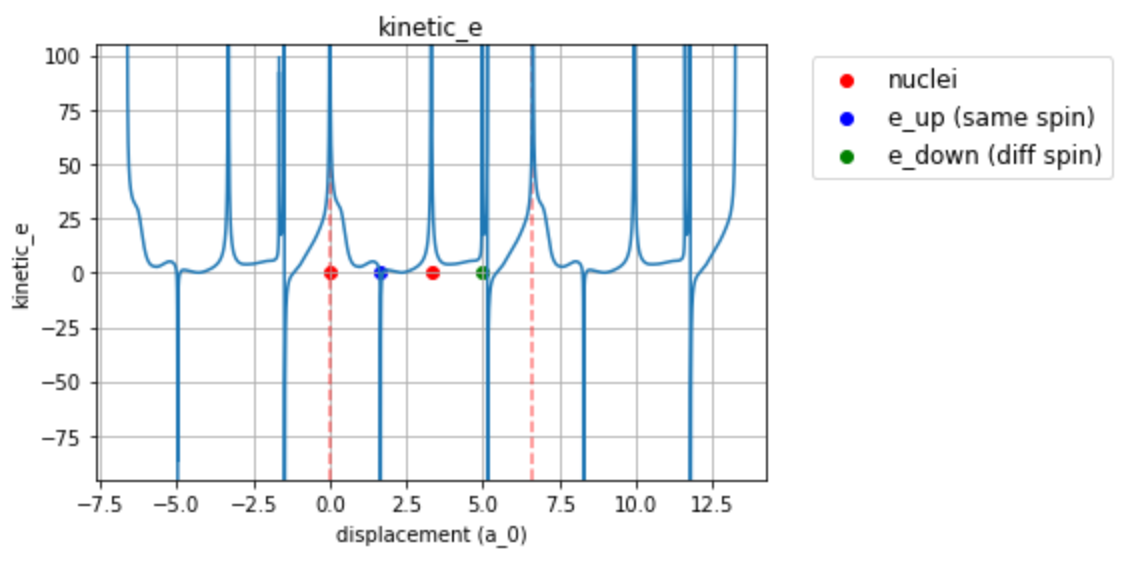 kinetic_e
100
75
50
25
0
−25
−50
−75
kinetic_e
−7.5 −5.0 −2.5 0.0 2.5 5.0 7.5 10.0 12.5
displacement (a_0)
nuclei
e_up (same spin)
e_down (diff spin)